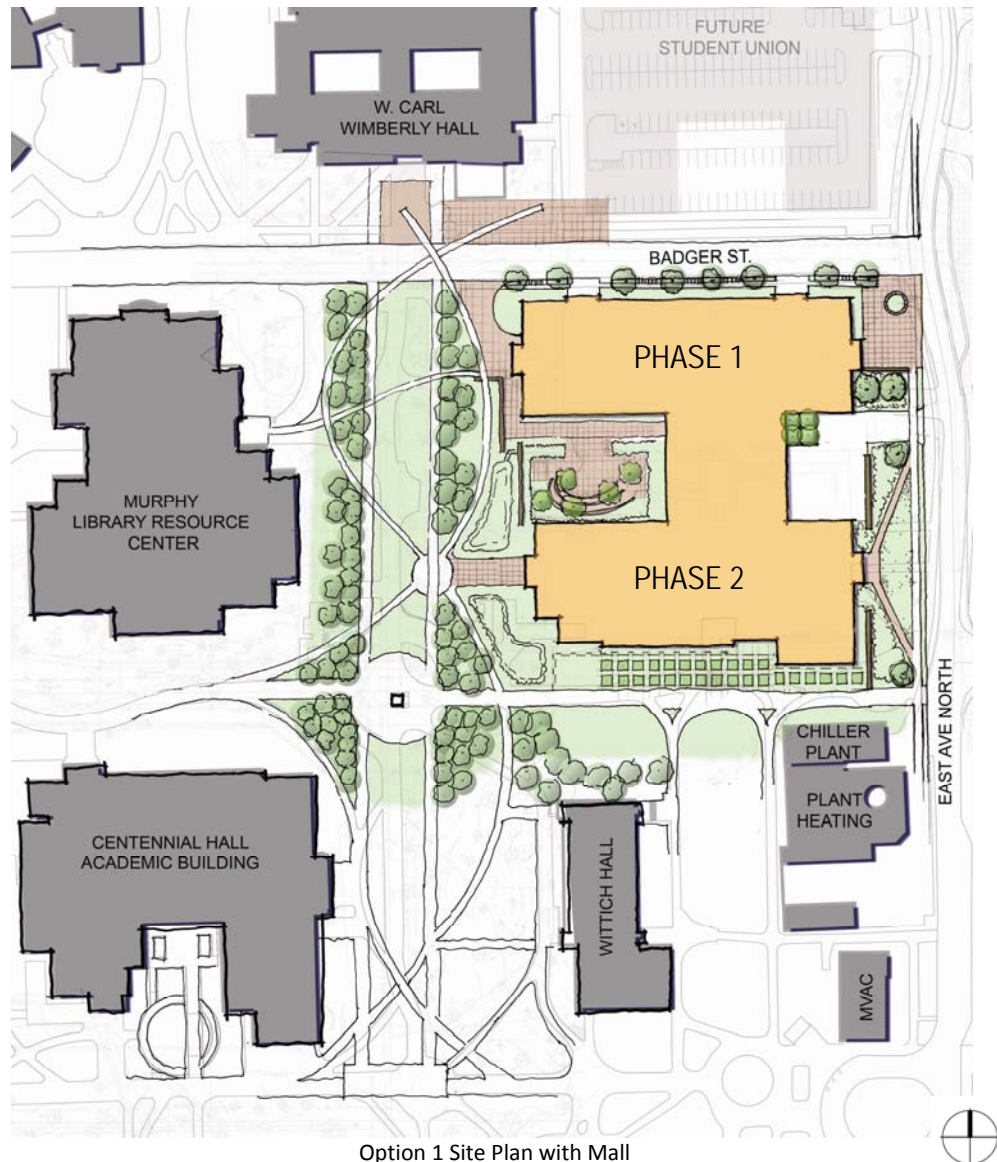 FUTURE
STUDENT UNION
W. CARL
WIMBERLY HALL
BADGER ST.
PHASE 1
MURPHY
LIBRARY RESOURCE
CENTER
PHASE 2
CHILLER
PLANT
PLANT
HEATING
EAST AVE NORTH
CENTENNIAL HALL
ACADEMIC BUILDING
WITTICH HALL
MVAC
Option 1 Site Plan with Mall